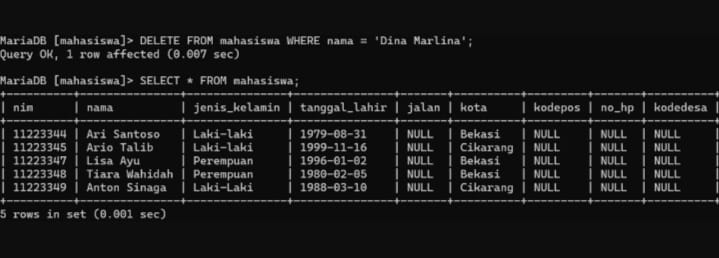 MariaDB [mahasiswa]> DELETE FROM mahasiswa WHERE nama = 'Dina Marlina';
Query OK, 1 row affected (0.007 sec)
MariaDB [mahasiswa]> SELECT * FROM mahasiswa;
+----------+---------------+---------------+---------------+-------+----------+---------+-------+----------+
| nim | nama | jenis_kelamin | tanggal_lahir | jalan | kota | kodepos | no_hp | kodedesa |
+----------+---------------+---------------+---------------+-------+----------+---------+-------+----------+
| 11223344 | Ari Santoso | Laki-laki | 1979-08-31 | NULL | Bekasi | NULL | NULL | NULL |
| 11223345 | Ario Talib | Laki-laki | 1999-11-16 | NULL | Cikarang | NULL | NULL | NULL |
| 11223347 | Lisa Ayu | Perempuan | 1996-01-02 | NULL | Bekasi | NULL | NULL | NULL |
| 11223348 | Tiara Wahidah | Perempuan | 1980-02-05 | NULL | Bekasi | NULL | NULL | NULL |
| 11223349 | Anton Sinaga | Laki-Laki | 1988-03-10 | NULL | Cikarang | NULL | NULL | NULL |
+----------+---------------+---------------+---------------+-------+----------+---------+-------+----------+
5 rows in set (0.001 sec)